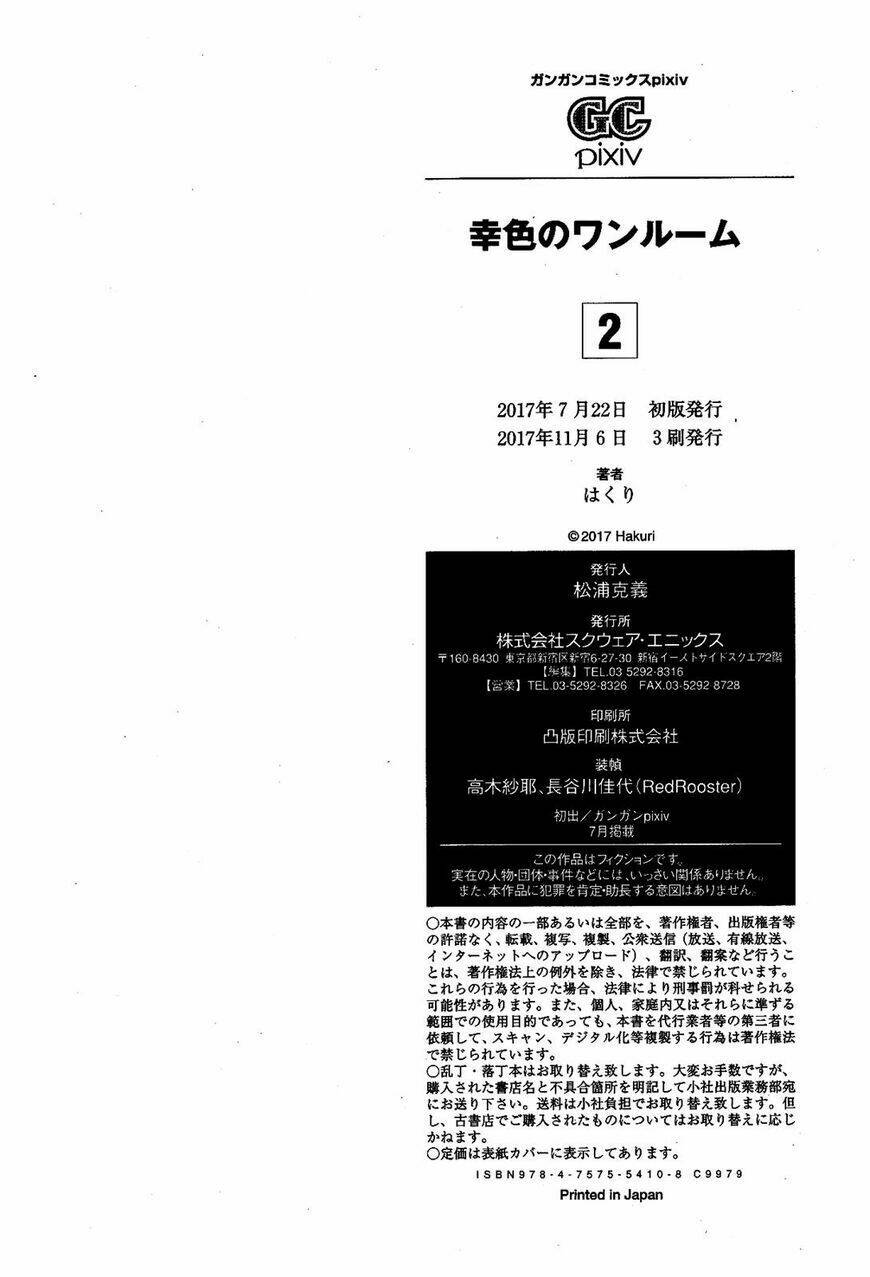 ガンガンコミックスpixiv
GC
pixiv
幸色のワンルーム
2
2017年7月22日 初版発行
2017年11月6日 3刷発行
著者
はくり
©2017 Hakuri
発行人
松浦克義
発行所
株式会社スクウェア・エニックス
〒160-8430 東京都新宿区新宿6-27-30 新宿イーストサイドスクエア2階
【編集】TEL.03 5292-8316
【営業】TEL.03-5292-8326 FAX.03-5292 8728
印刷所
凸版印刷株式会社
装幀
高木紗耶、長谷川佳代(RedRooster)
初出/ガンガンpixiv
7月掲載
この作品はフィクションです。
実在の人物・団体・事件などには、いっさい関係ありません。
また、本作品に犯罪を肯定・助長する意図はありません。
○本書の内容の一部あるいは全部を、著作権者、出版権者等
の許諾なく、転載、複写、複製、公衆送信(放送、有線放送、
インターネットへのアップロード)、翻訳、翻案など行うこ
とは、著作権法上の例外を除き、法律で禁じられています。
これらの行為を行った場合、法律により刑事罰が科せられる
可能性があります。また、個人、家庭内又はそれらに準ずる
範囲での使用目的であっても、本書を代行業者等の第三者に
依頼して、スキャン、デジタル化等複製する行為は著作権法
で禁じられています。
○乱丁・落丁本はお取り替え致します。大変お手数ですが、
購入された書店名と不具合箇所を明記して小社出版業務部宛
にお送り下さい。送料は小社負担でお取り替え致します。但
し、古書店でご購入されたものについてはお取り替えに応じ
かねます。
○定価は表紙カバーに表示してあります。
ISBN978-4-7575-5410-8 C9979
Printed in Japan